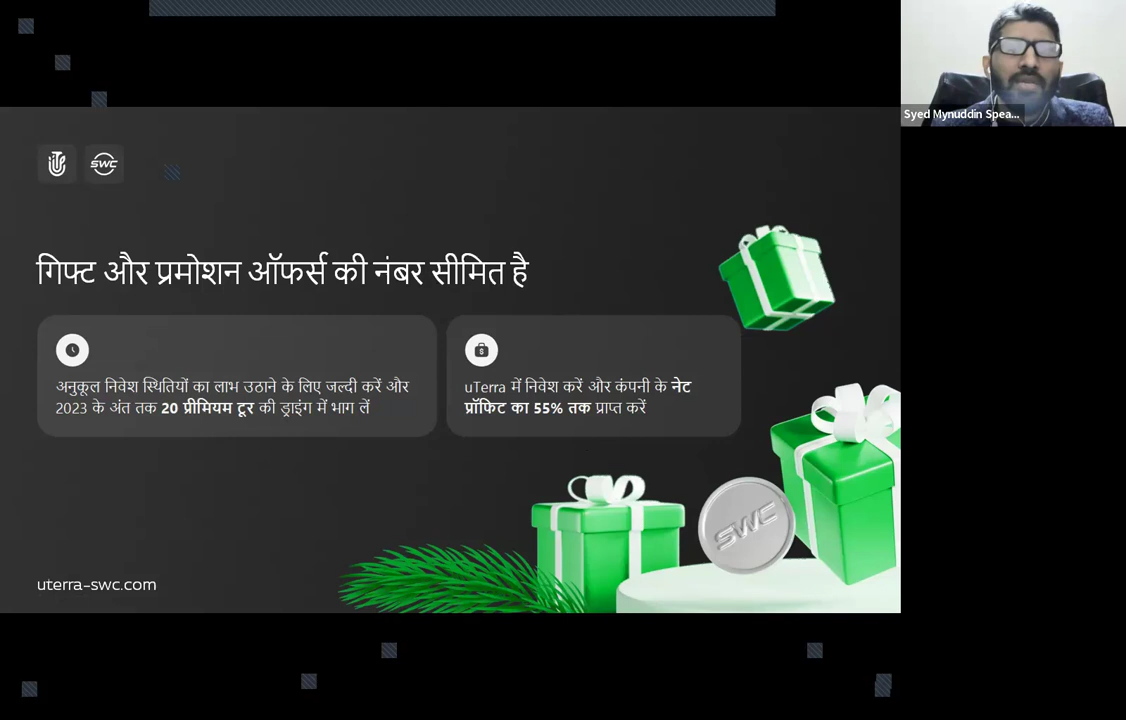 Syed Mynuddin Spea...
SWC
गिफ्ट और प्रमोशन ऑफर्स की नंबर सीमित है
अनुकूल निवेश स्थितियों का लाभ उठाने के लिए जल्दी करें और
2023 के अंत तक 20 प्रीमियम टूर की ड्राइंग में भाग लें
uTerra में निवेश करें और कंपनी के नेट
प्रॉफिट का 55% तक प्राप्त करें
SWC
uterra-swc.com